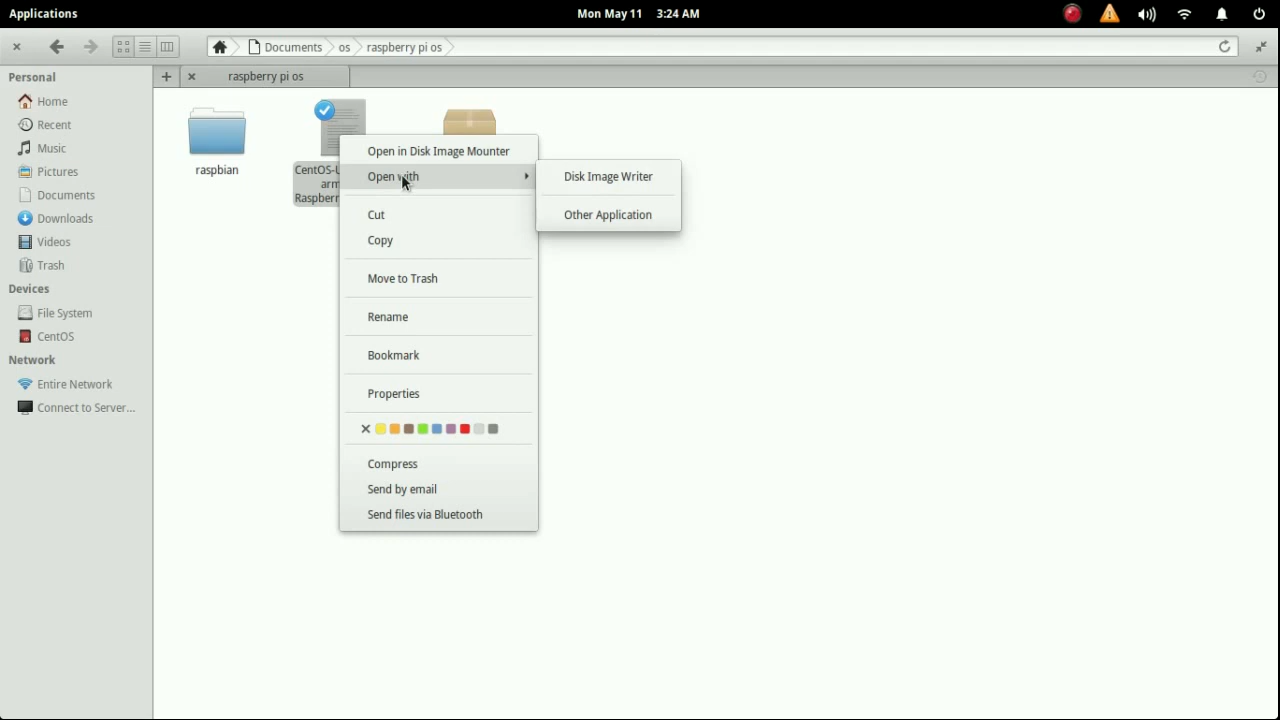 Applications
Mon May 11 3:24 AM
Documents
os
raspberry pi os
raspberry pi os
Personal
Home
Recent
Music
Pictures
Documents
Downloads
Videos
Trash
Devices
File System
CentOS
Network
Entire Network
Connect to Server...
raspbian
Open in Disk Image Mounter
Open with
Cut
Copy
Move to Trash
Rename
Bookmark
Properties
Compress
Send by email
Send files via Bluetooth
Disk Image Writer
Other Application